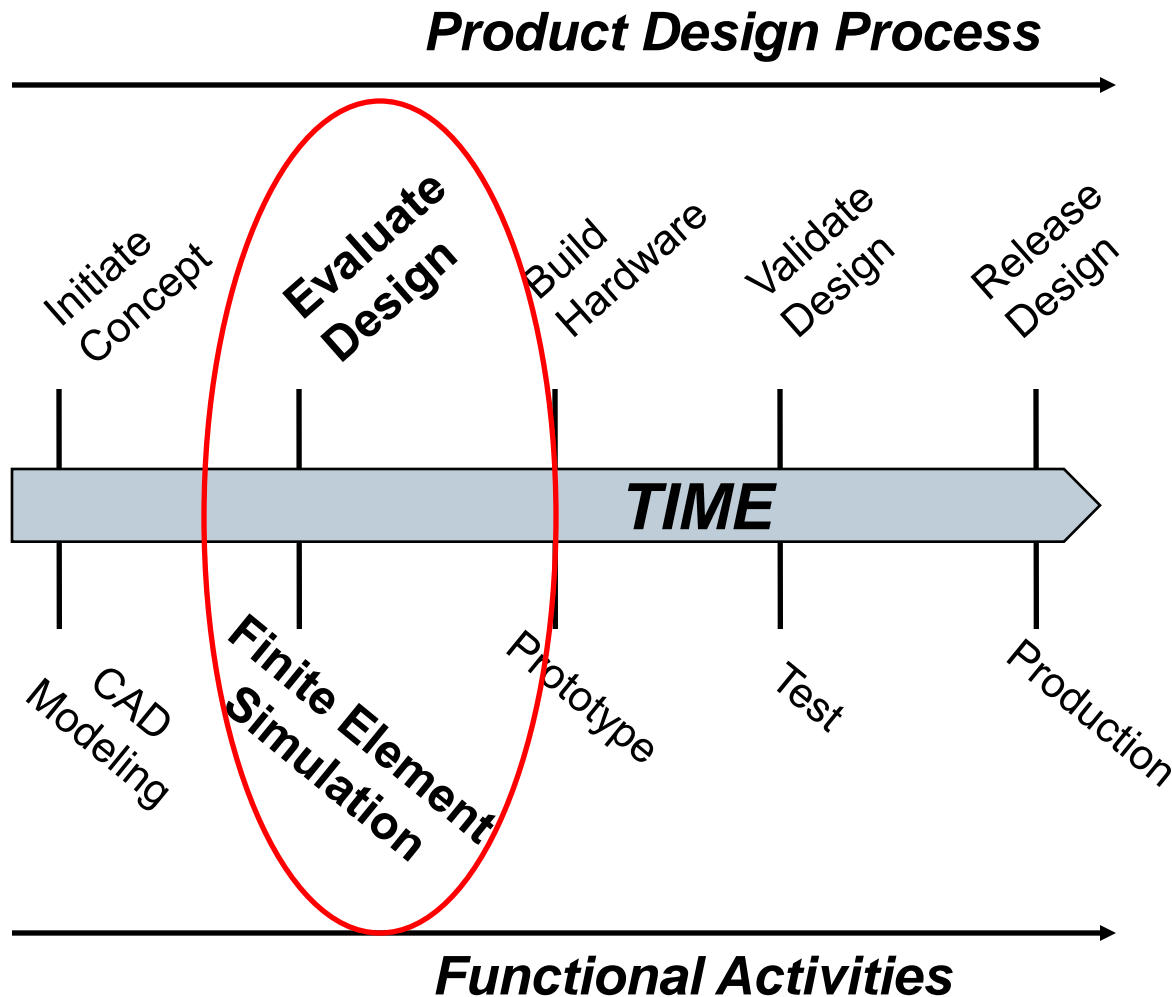 Product Design Process
Initiate
Concept
Evaluate
Design
Build
Hardware
Validate
Design
Release
Design
TIME
CAD
Modeling
Finite Element
Simulation
Prototype
Test
Production
Functional Activities